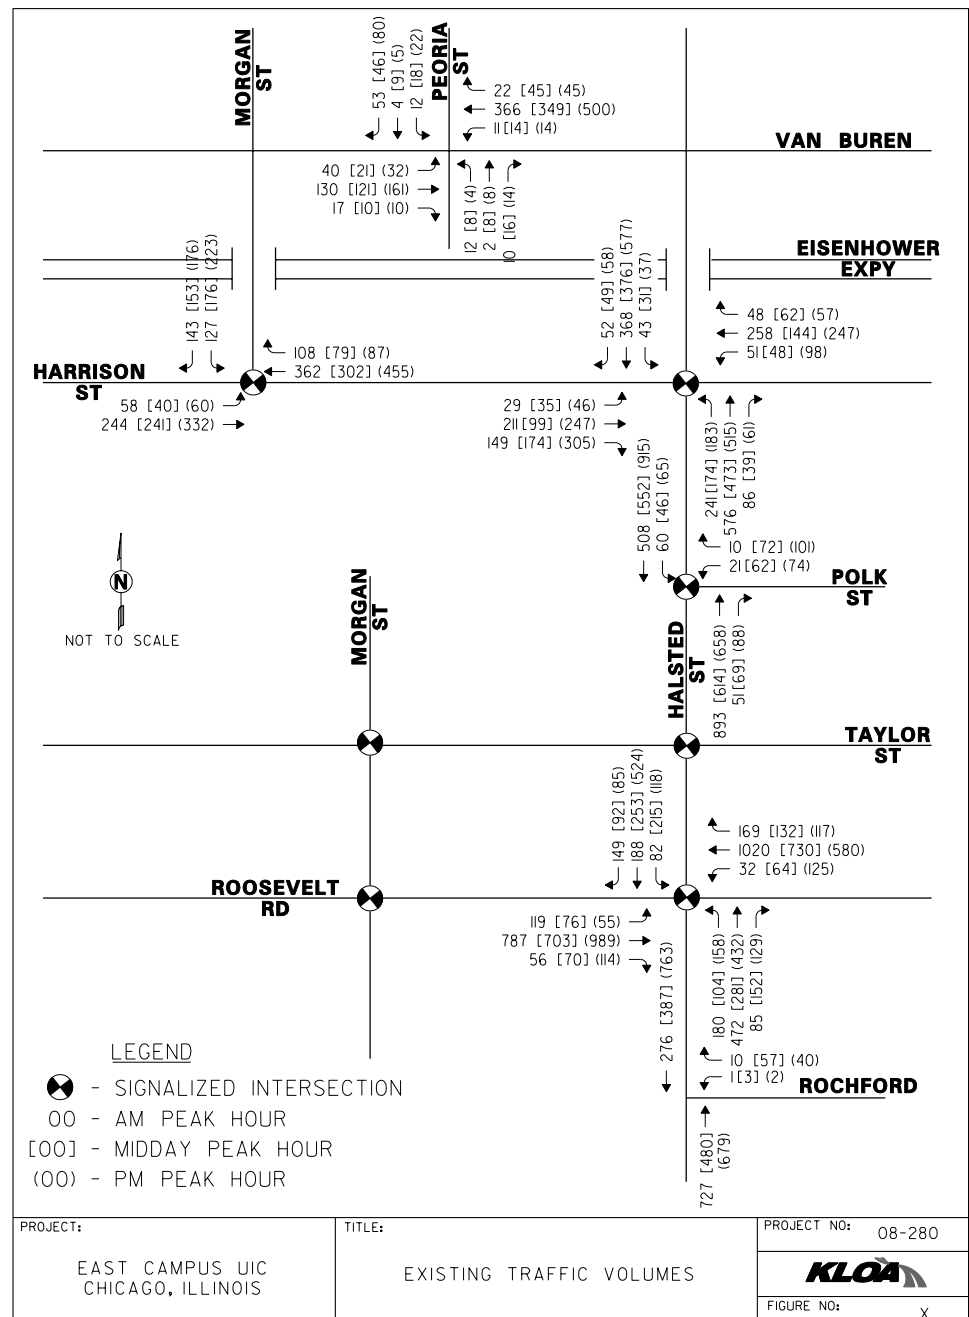 MORGAN ST
53 [46] (80)
4 [9] (5)
12 [18] (22)
PEORIA ST
22 [45] (45)
366 [349] (500)
11 [14] (14)
VAN BUREN
40 [21] (32)
130 [121] (161)
17 [10] (10)
12 [8] (4)
2 [8] (8)
10 [16] (14)
EISENHOWER
EXPY
143 [153] (176)
127 [176] (223)
52 [49] (58)
368 [376] (577)
43 [31] (37)
48 [62] (57)
258 [144] (247)
51 [48] (98)
108 [79] (87)
362 [302] (455)
HARRISON
ST
58 [40] (60)
244 [241] (332)
29 [35] (46)
211 [99] (247)
149 [174] (305)
241 [174] (183)
576 [473] (515)
86 [39] (61)
508 [552] (915)
60 [46] (65)
10 [72] (101)
21 [62] (74)
POLK
ST
N
NOT TO SCALE
MORGAN
ST
HALSTED
ST
893 [614] (658)
51 [69] (88)
TAYLOR
ST
149 [92] (85)
188 [253] (524)
82 [215] (118)
169 [132] (117)
1020 [730] (580)
32 [64] (125)
ROOSEVELT
RD
119 [76] (55)
787 [703] (989)
56 [70] (114)
276 [387] (763)
180 [104] (158)
472 [281] (432)
85 [152] (129)
10 [57] (40)
1 [3] (2)
ROCHFORD
727 [480]
(679)
LEGEND
- SIGNALIZED INTERSECTION
00 - AM PEAK HOUR
[00] - MIDDAY PEAK HOUR
(00) - PM PEAK HOUR
PROJECT:
EAST CAMPUS UIC
CHICAGO, ILLINOIS
TITLE:
EXISTING TRAFFIC VOLUMES
PROJECT NO: 08-280
KLOA
FIGURE NO: X